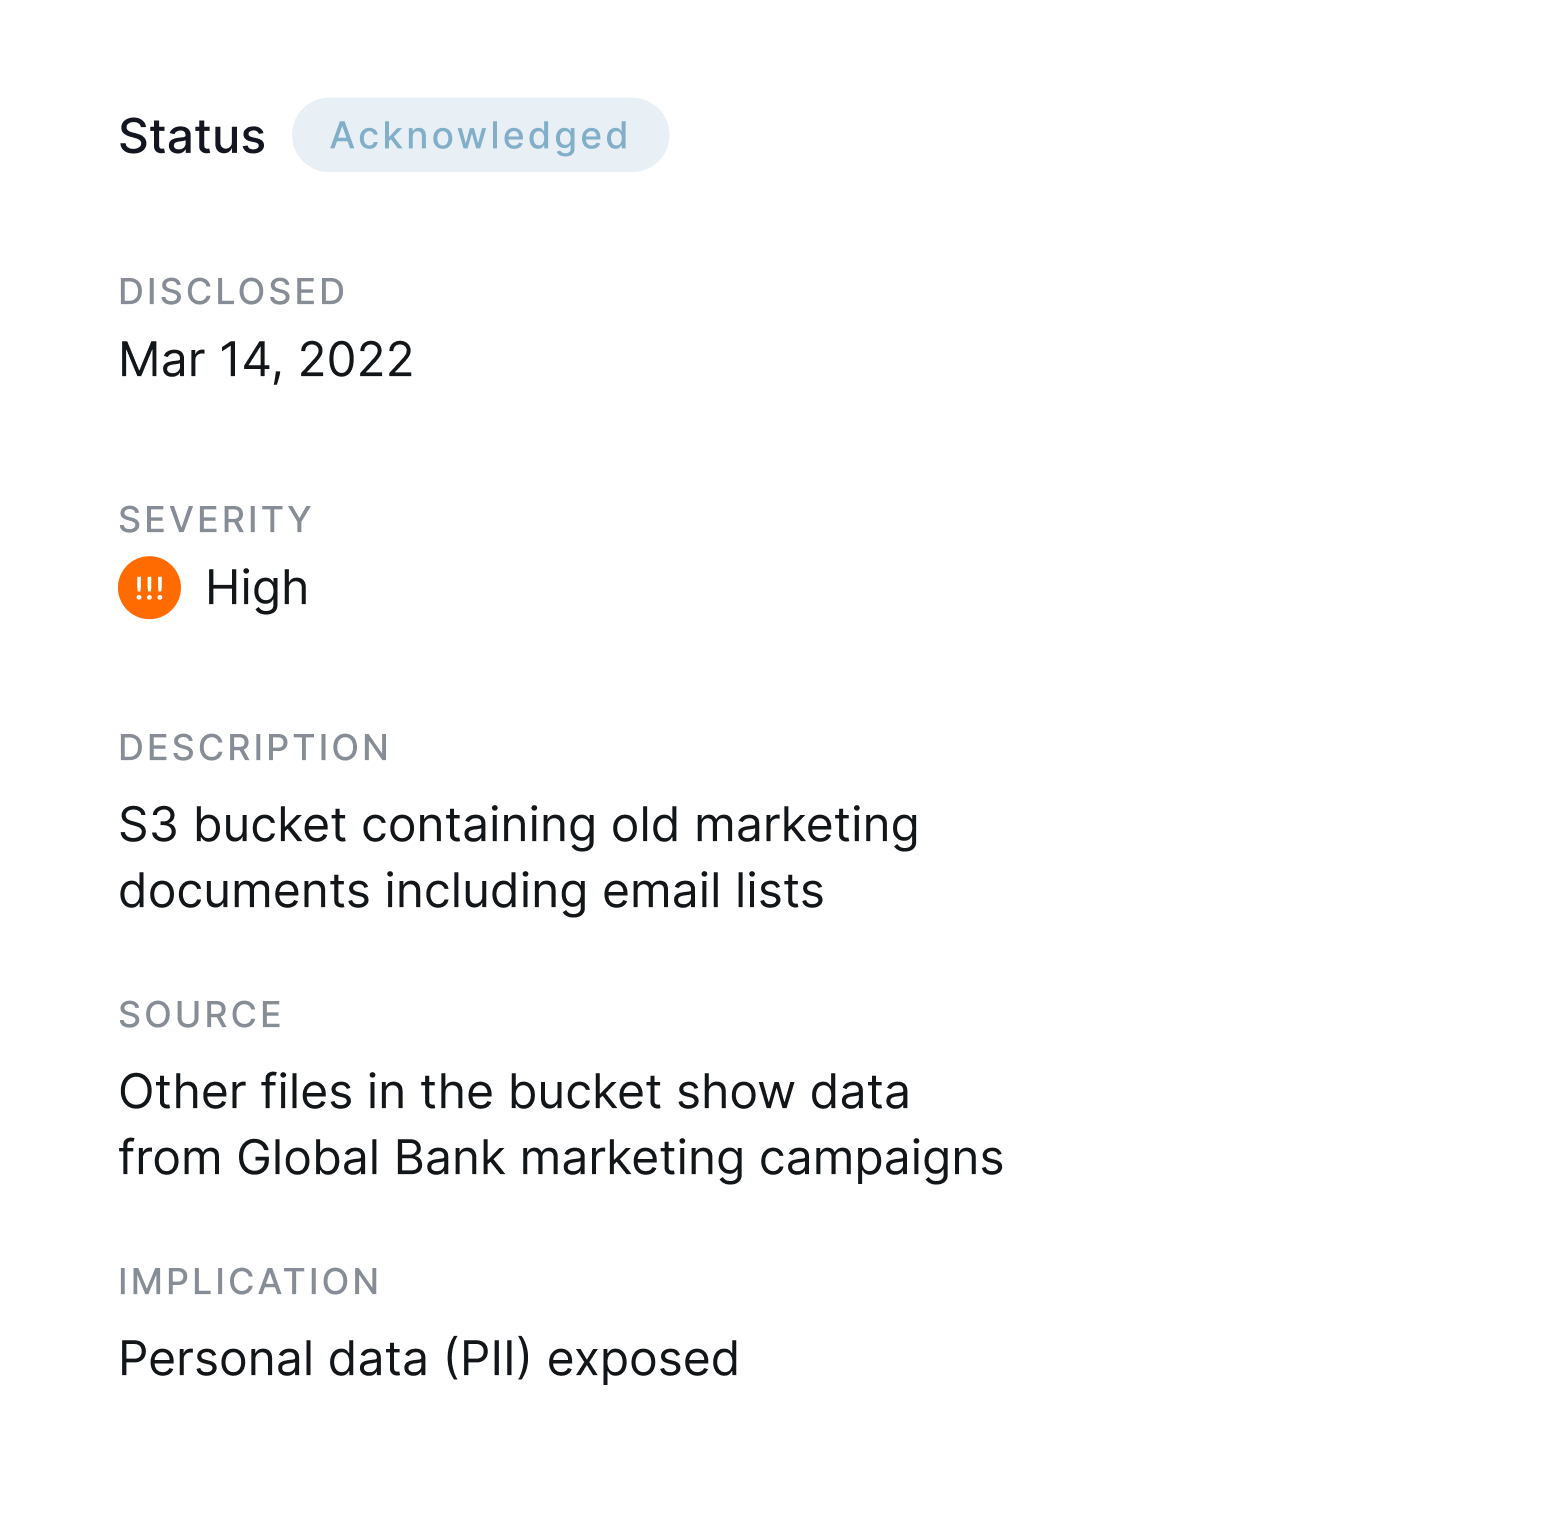 Status Acknowledged
DISCLOSED
Mar 14, 2022
SEVERITY
!!! High
DESCRIPTION
S3 bucket containing old marketing
documents including email lists
SOURCE
Other files in the bucket show data
from Global Bank marketing campaigns
IMPLICATION
Personal data (PII) exposed